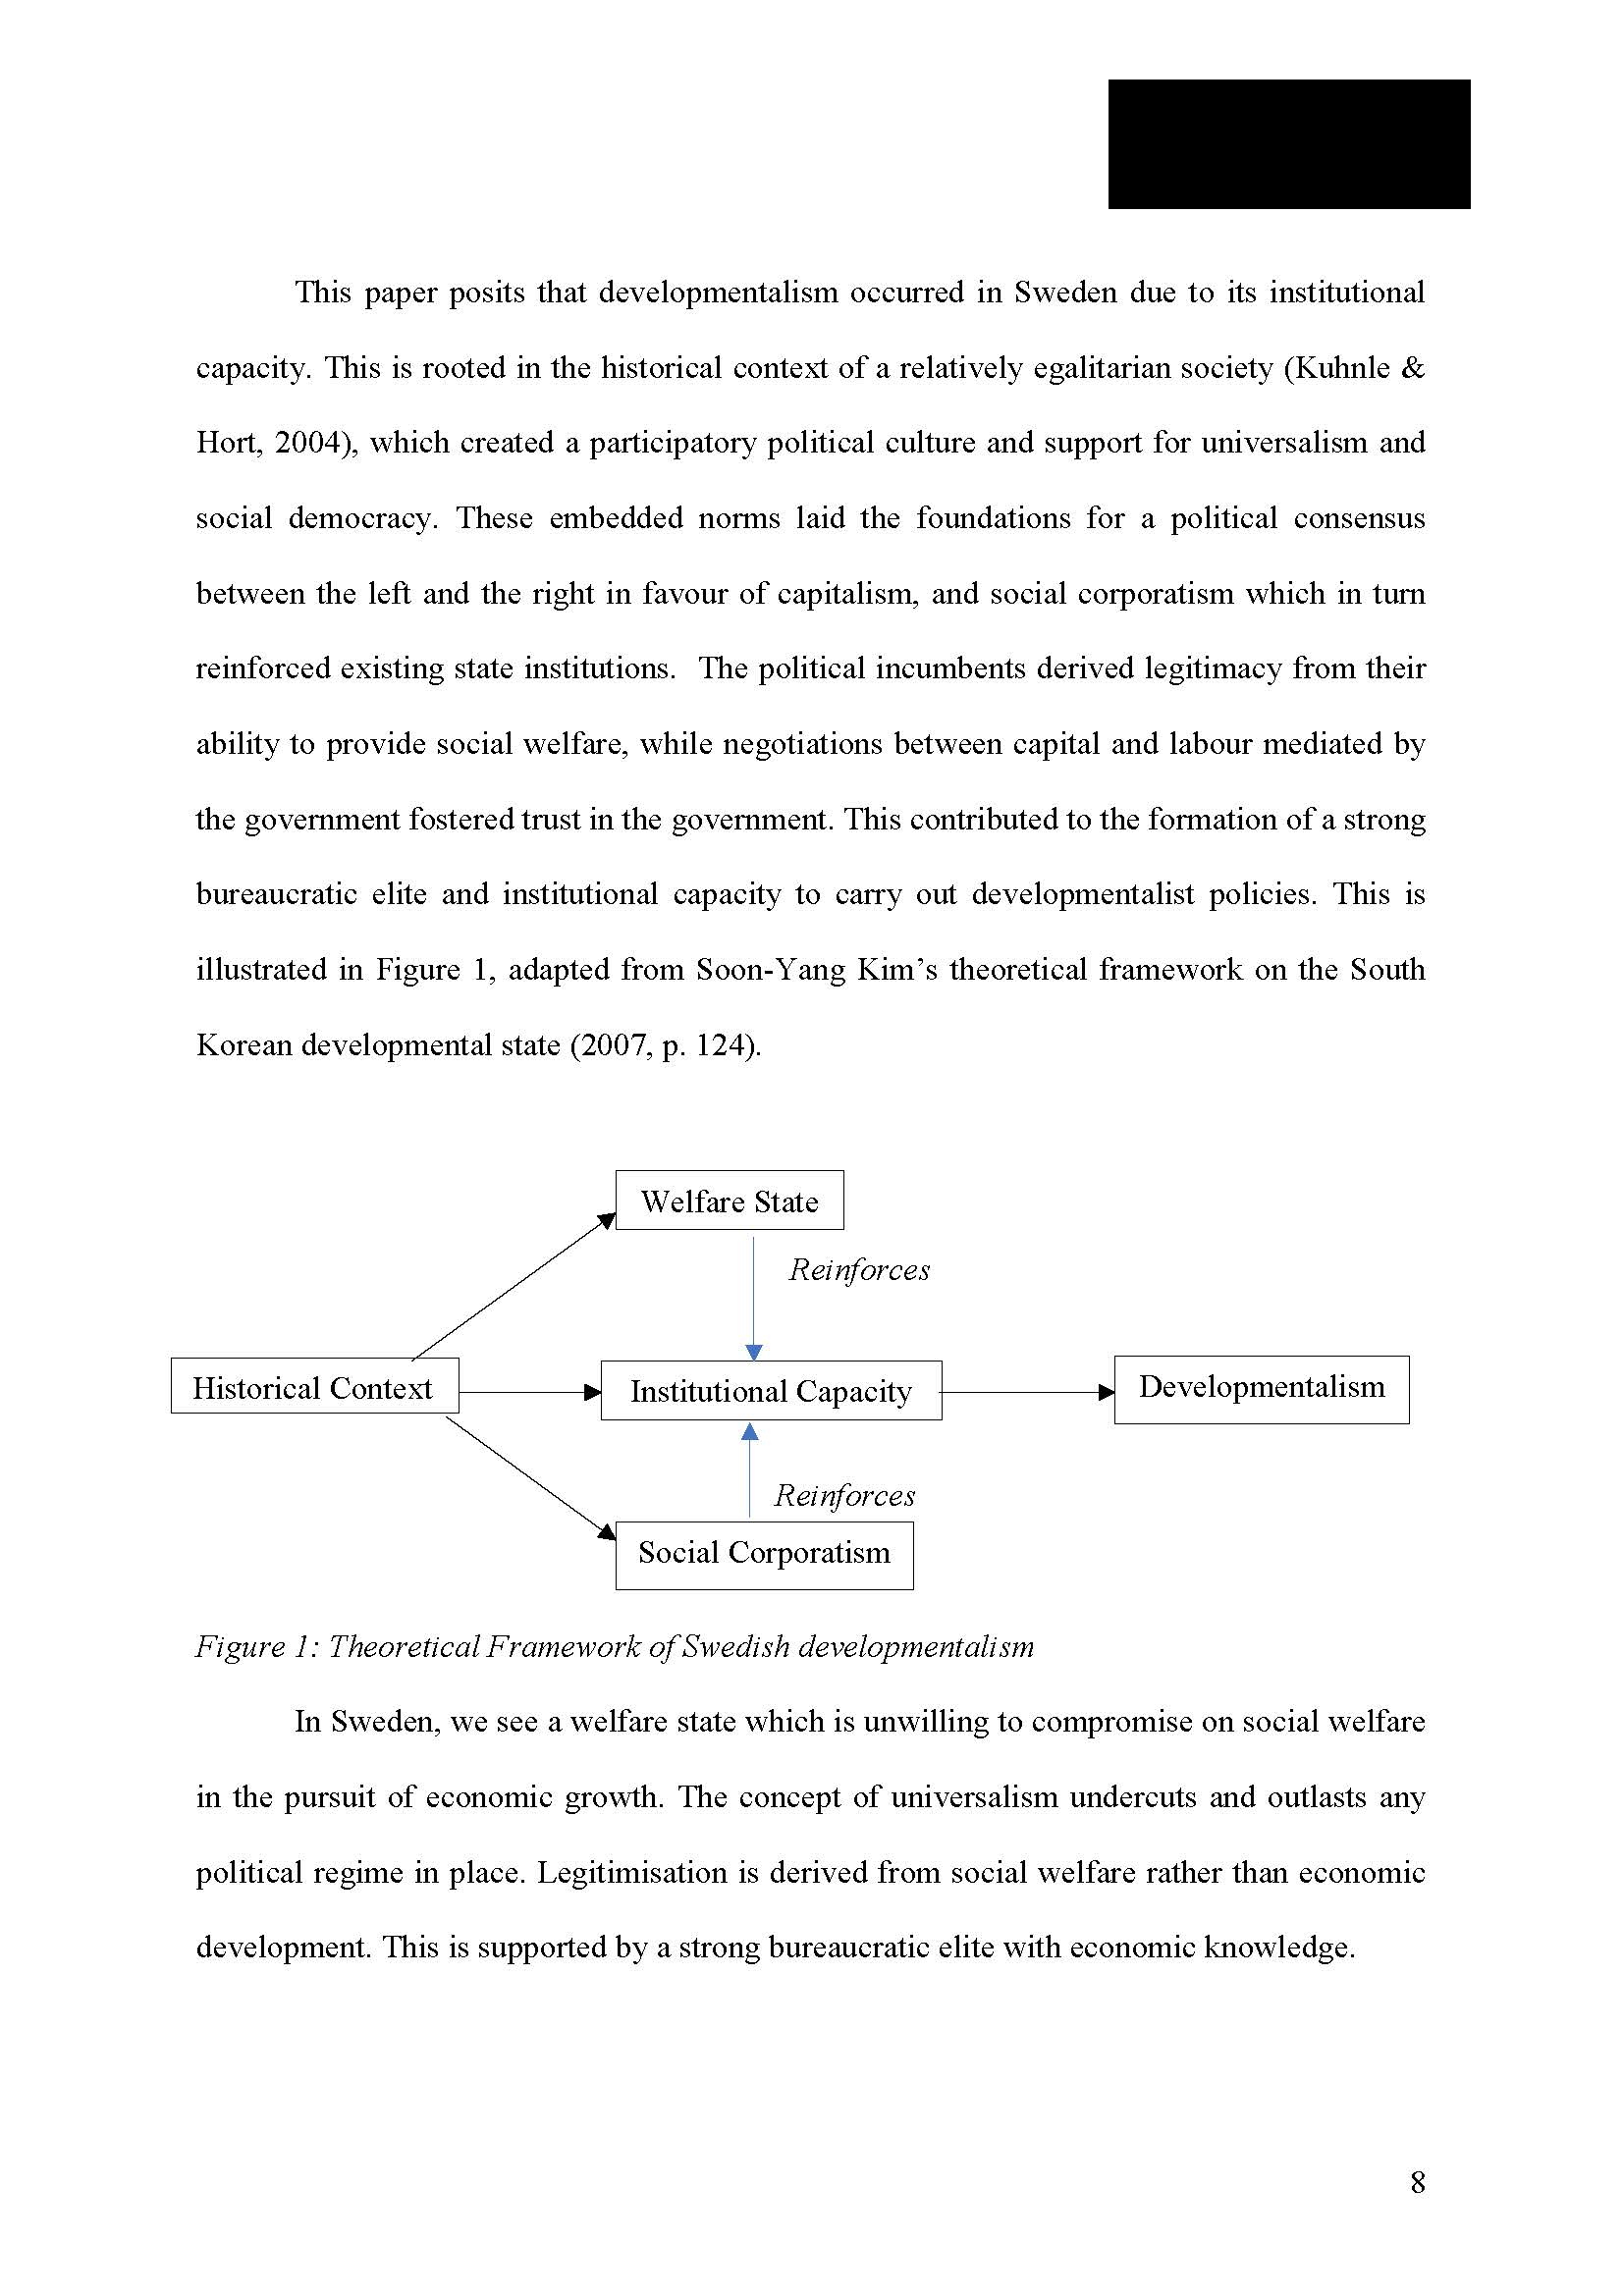 This paper posits that developmentalism occurred in Sweden due to its institutional
capacity. This is rooted in the historical context of a relatively egalitarian society (Kuhnle &
Hort, 2004), which created a participatory political culture and support for universalism and
social democracy. These embedded norms laid the foundations for a political consensus
between the left and the right in favour of capitalism, and social corporatism which in turn
reinforced existing state institutions.  The political incumbents derived legitimacy from their
ability to provide social welfare, while negotiations between capital and labour mediated by
the government fostered trust in the government. This contributed to the formation of a strong
bureaucratic elite and institutional capacity to carry out developmentalist policies. This is
illustrated in Figure 1, adapted from Soon-Yang Kim’s theoretical framework on the South
Korean developmental state (2007, p. 124).
Welfare State
Reinforces
Historical Context
Institutional Capacity
Developmentalism
Reinforces
Social Corporatism
Figure 1: Theoretical Framework of Swedish developmentalism
In Sweden, we see a welfare state which is unwilling to compromise on social welfare
in the pursuit of economic growth. The concept of universalism undercuts and outlasts any
political regime in place. Legitimisation is derived from social welfare rather than economic
development. This is supported by a strong bureaucratic elite with economic knowledge.
8